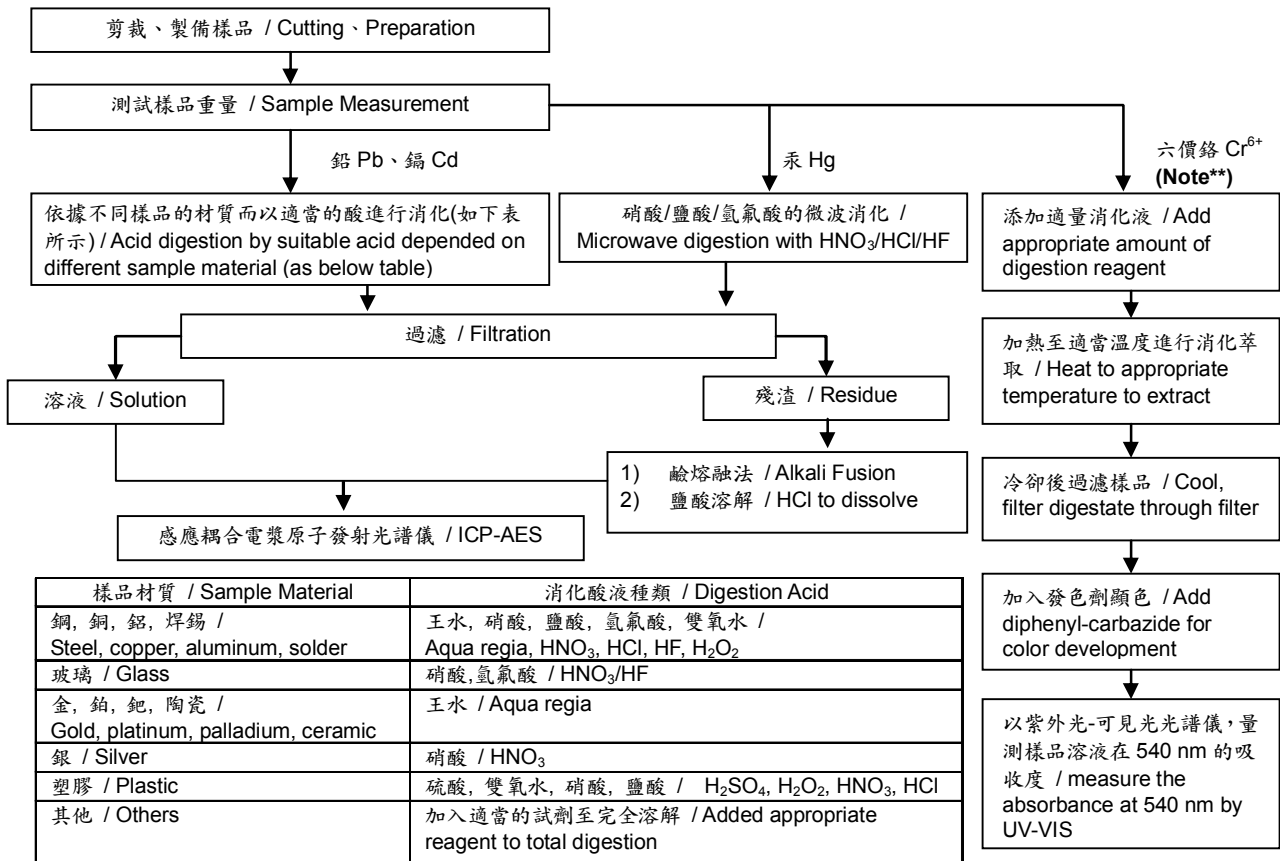 剪裁、製備樣品 / Cutting、Preparation
測試樣品重量 / Sample Measurement
鉛 Pb、鎘 Cd
汞 Hg
六價鉻 Cr6+
(Note**)
依據不同樣品的材質而以適當的酸進行消化(如下表
所示) / Acid digestion by suitable acid depended on
different sample material (as below table)
硝酸/鹽酸/氫氟酸的微波消化 /
Microwave digestion with HNO3/HCl/HF
添加適量消化液 / Add
appropriate amount of
digestion reagent
過濾 / Filtration
加熱至適當溫度進行消化萃
取 / Heat to appropriate
temperature to extract
溶液 / Solution
殘渣 / Residue
1) 鹼熔融法 / Alkali Fusion
2) 鹽酸溶解 / HCl to dissolve
冷卻後過濾樣品 / Cool,
filter digestate through filter
感應耦合電漿原子發射光譜儀 / ICP-AES
加入發色劑顯色 / Add
diphenyl-carbazide for
color development
以紫外光-可見光光譜儀，量
測樣品溶液在 540 nm 的吸
收度 / measure the
absorbance at 540 nm by
UV-VIS
樣品材質 / Sample Material
消化酸液種類 / Digestion Acid
鋼, 銅, 鋁, 焊錫 /
Steel, copper, aluminum, solder
王水, 硝酸, 鹽酸, 氫氟酸, 雙氧水 /
Aqua regia, HNO3, HCl, HF, H2O2
玻璃 / Glass
硝酸,氫氟酸 / HNO3/HF
金, 鉑, 鈀, 陶瓷 /
Gold, platinum, palladium, ceramic
王水 / Aqua regia
銀 / Silver
硝酸 / HNO3
塑膠 / Plastic
硫酸, 雙氧水, 硝酸, 鹽酸 / H2SO4, H2O2, HNO3, HCl
其他 / Others
加入適當的試劑至完全溶解 / Added appropriate
reagent to total digestion